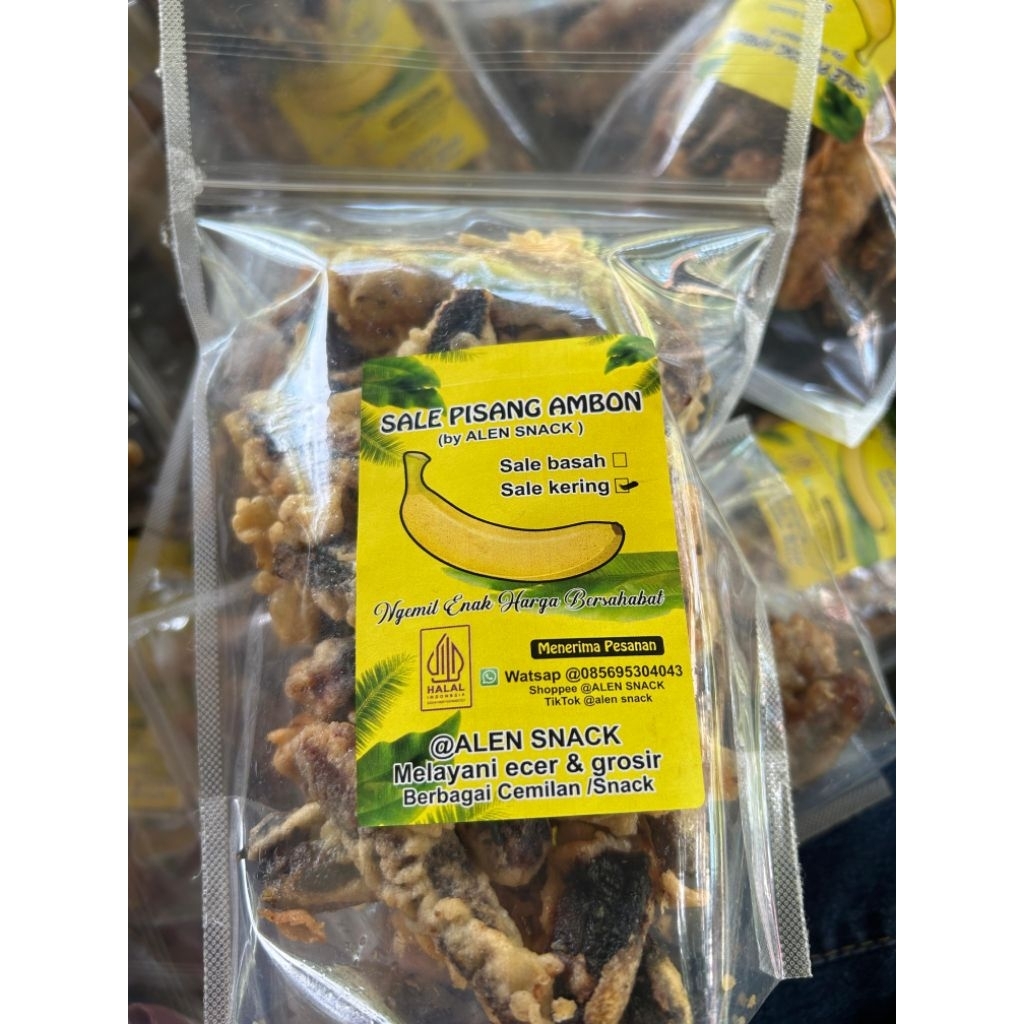 SALE PISANG AMBON
(by ALEN SNACK )
Sale basah
Sale kering
Ngemil Enak Harga Bersahabat
Menerima Pesanan
HALAL
INDONESIA
Watsap @085695304043
Shoppee @ALEN SNACK
TikTok @alen snack
@ALEN SNACK
Melayani ecer & grosir
Berbagai Cemilan /Snack